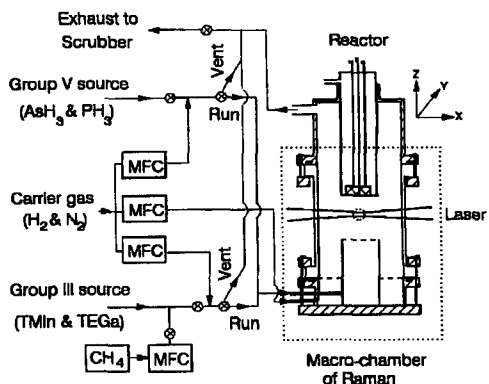 Exhaust to
Scrubber
Reactor
Z
Y
X
Vent
Group V source
(AsH3 & PH3)
Run
MFC
Carrier gas
(H2 & N2)
MFC
Laser
MFC
Vent
Group III source
(TMIn & TEGa)
Run
CH4
MFC
Macro-chamber
of Raman